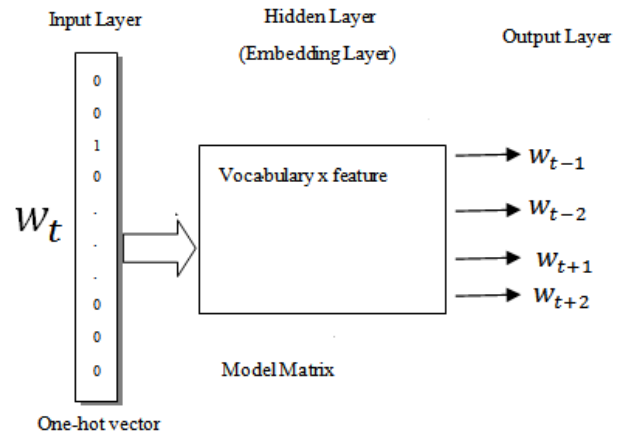 Input Layer
Hidden Layer
(Embedding Layer)
Output Layer
0
0
1
0
.
.
.
0
0
0
w_t
Vocabulary x feature
w_{t-1}
w_{t-2}
w_{t+1}
w_{t+2}
Model Matrix
One-hot vector